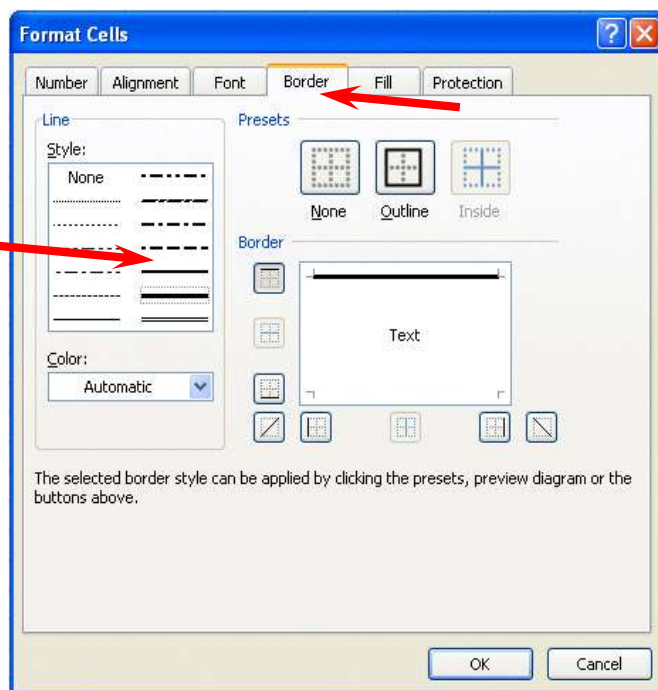 Format Cells
Number Alignment Font Border Fill Protection
Line
Style:
None
Color:
Automatic
Presets
None Outline Inside
Border
Text
The selected border style can be applied by clicking the presets, preview diagram or the
buttons above.
OK Cancel